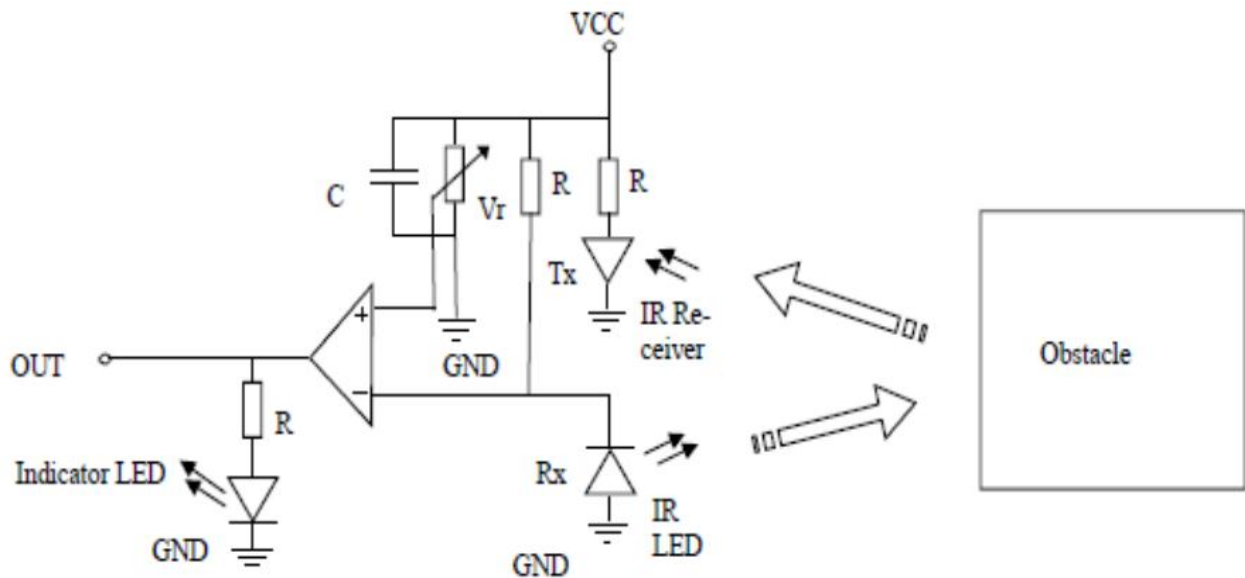 VCC
C
Vr
R
R
Tx
IR Re-
ceiver
Obstacle
+
−
GND
OUT
R
Indicator LED
GND
Rx
IR
LED
GND